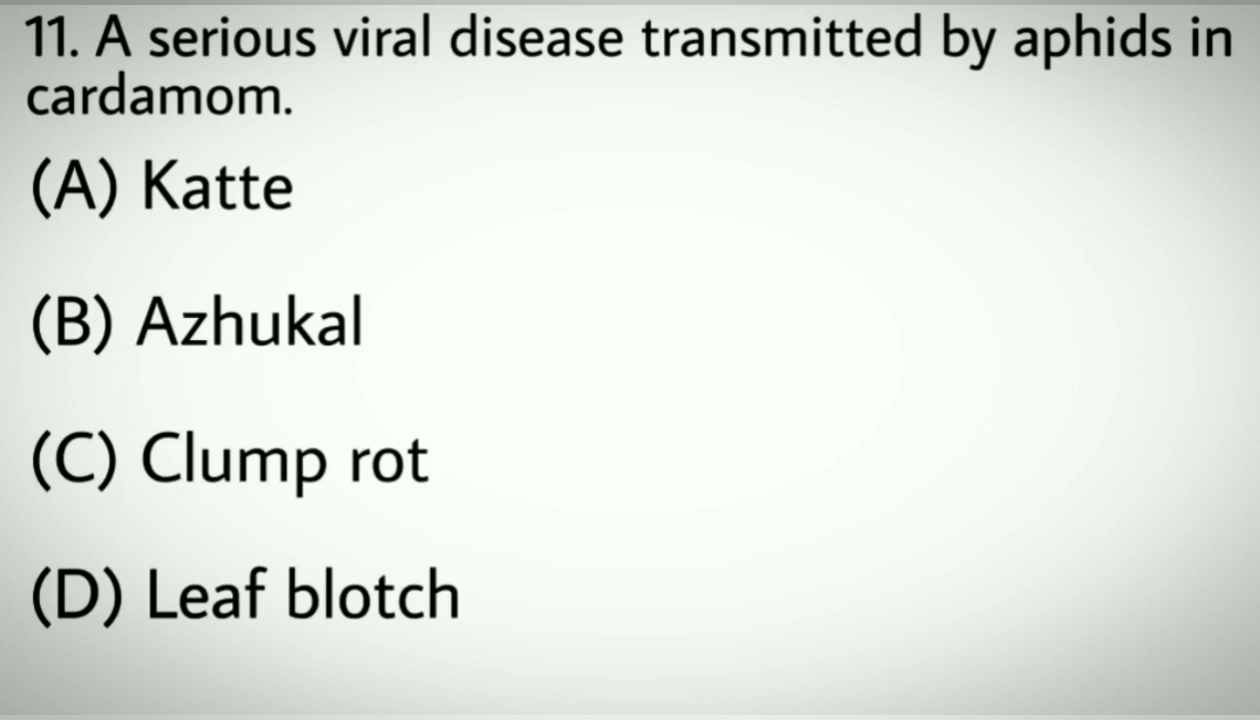 11. A serious viral disease transmitted by aphids in
cardamom.
(A) Katte
(B) Azhukal
(C) Clump rot
(D) Leaf blotch